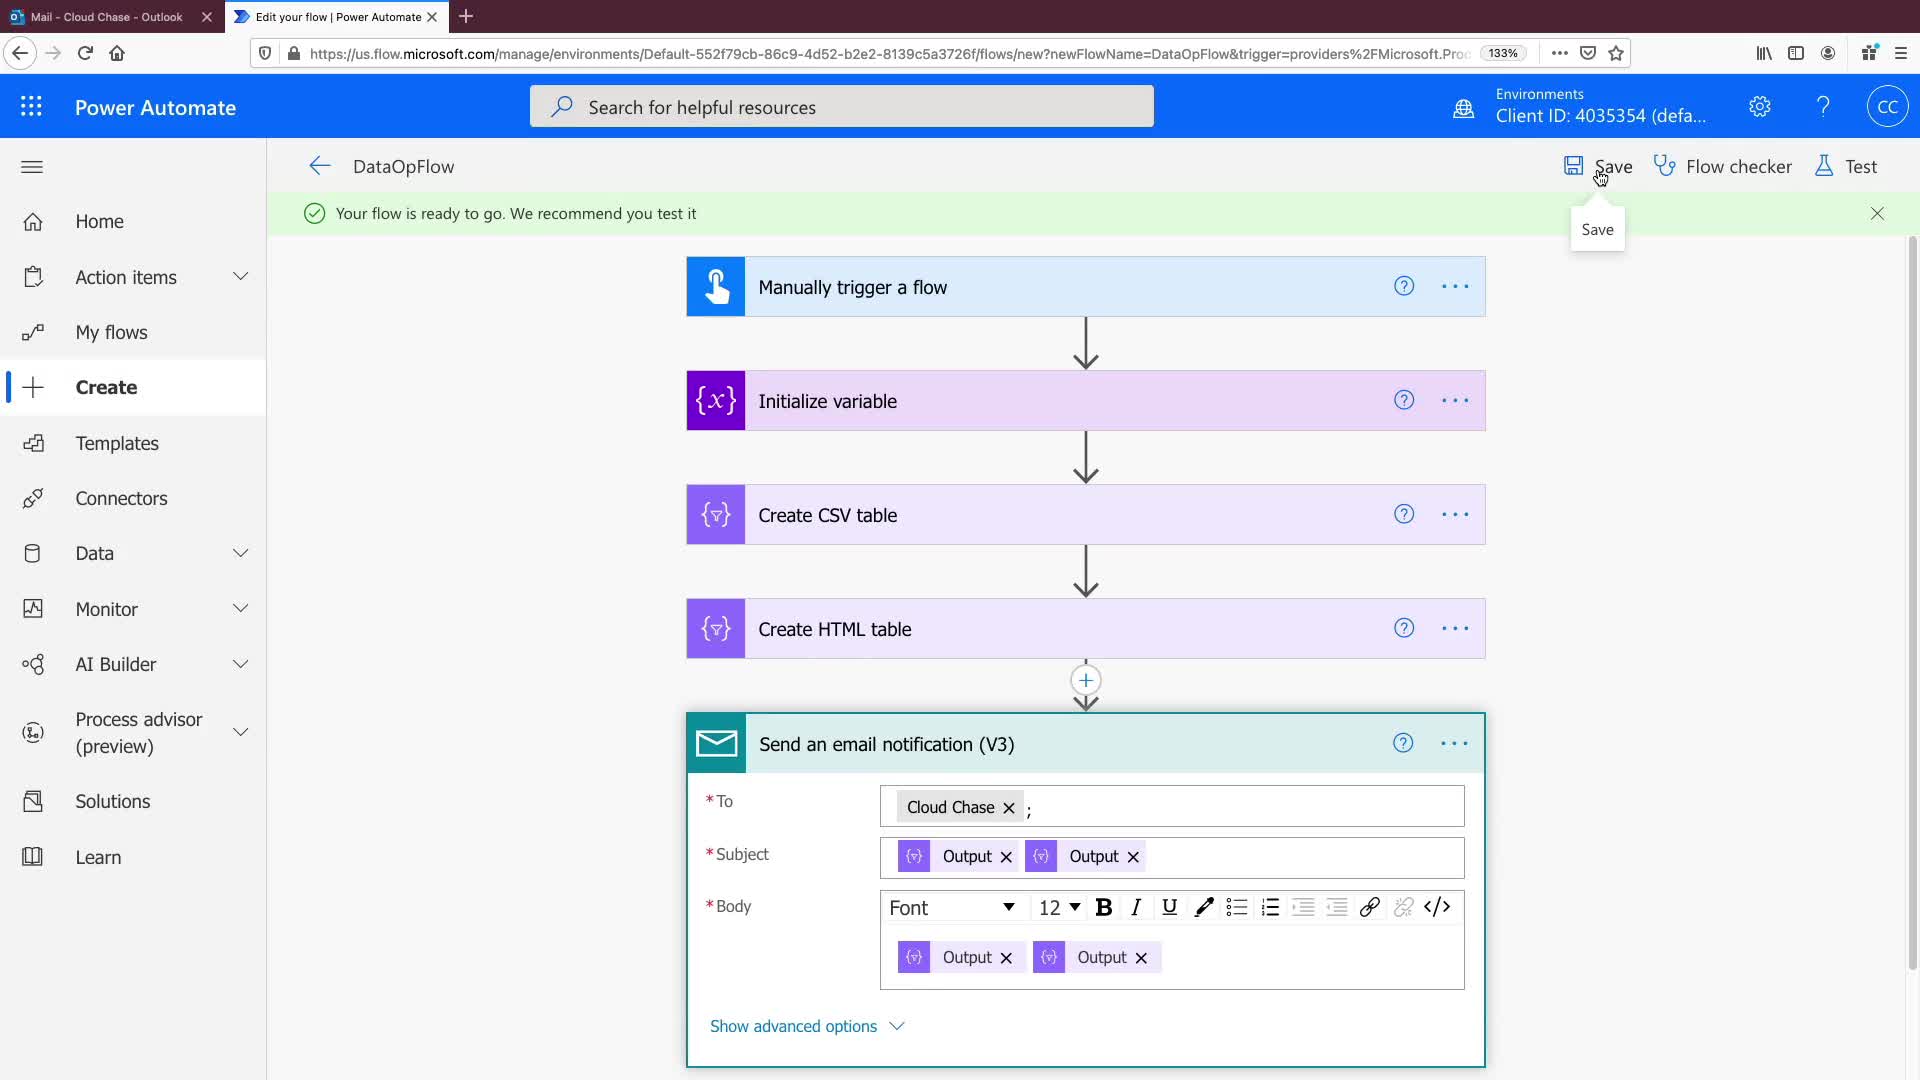 Mail - Cloud Chase - Outlook
Edit your flow | Power Automate
https://us.flow.microsoft.com/manage/environments/Default-552f79cb-86c9-4d52-b2e2-8139c5a3726f/flows/new?newFlowName=DataOpFlow&trigger=providers%2FMicrosoft.Pro
133%
Power Automate
Search for helpful resources
Environments
Client ID: 4035354 (defa...
CC
DataOpFlow
Save
Flow checker
Test
Your flow is ready to go. We recommend you test it
Save
Home
Action items
My flows
Create
Templates
Connectors
Data
Monitor
AI Builder
Process advisor
(preview)
Solutions
Learn
Manually trigger a flow
{x} Initialize variable
Create CSV table
Create HTML table
Send an email notification (V3)
* To
Cloud Chase ;
* Subject
Output Output
* Body
Font 12 B I U </>
Output Output
Show advanced options